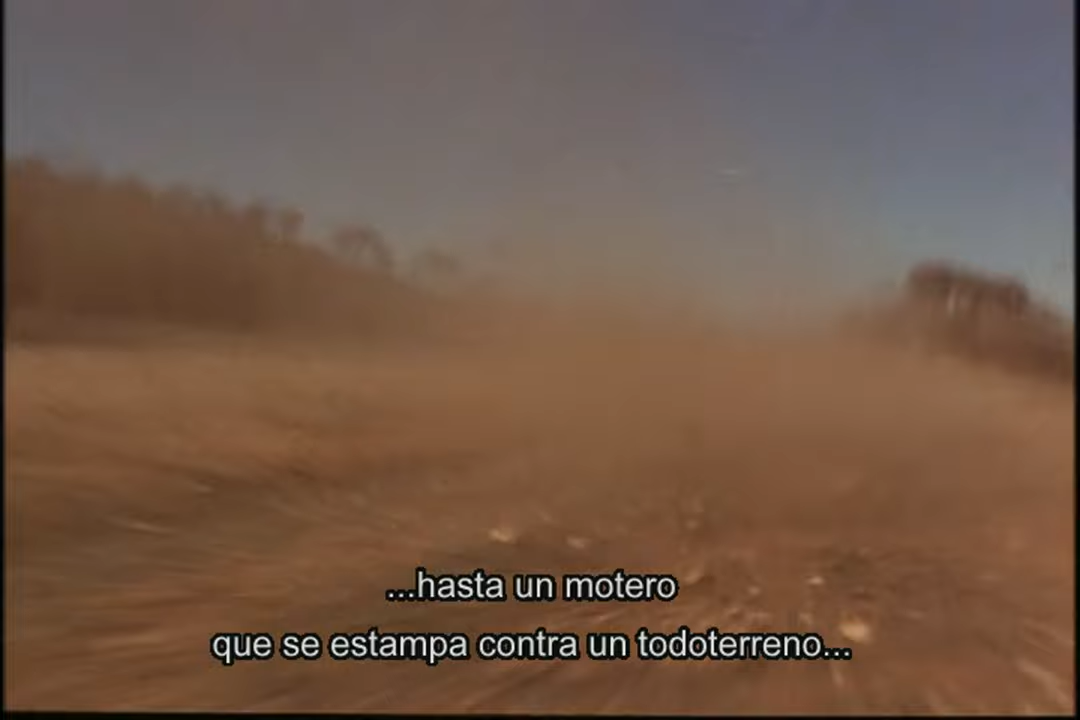 ...hasta un motero
que se estampa contra un todoterreno...